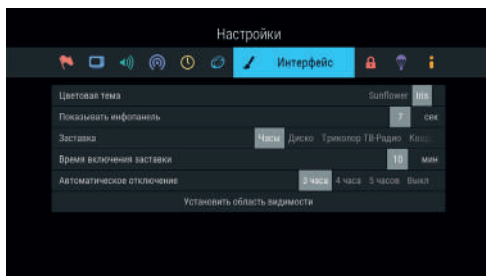 Настройки
Интерфейс
Цветовая тема Sunflower Iris
Показывать инфопанель 7 сек
Заставка Часы Диско Триколор ТВ-Радио
Время включения заставки 10 мин
Автоматическое отключение 3 часа 4 часа 5 часов Выкл
Установить область видимости